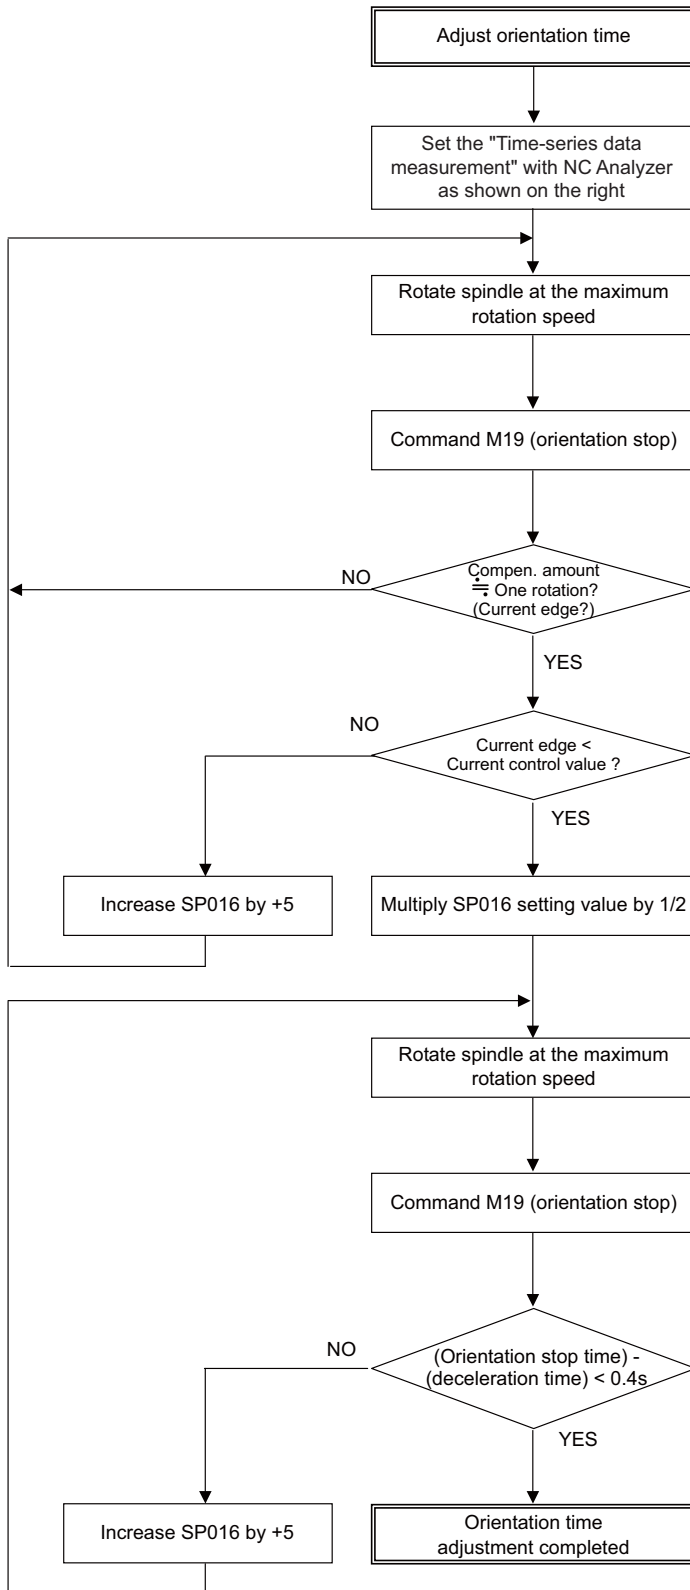 Adjust orientation time
Set the "Time-series data
measurement" with NC Analyzer
as shown on the right
Rotate spindle at the maximum
rotation speed
Command M19 (orientation stop)
Compen. amount
≒ One rotation?
(Current edge?)
NO
YES
NO
Current edge <
Current control value ?
YES
Increase SP016 by +5
Multiply SP016 setting value by 1/2
Rotate spindle at the maximum
rotation speed
Command M19 (orientation stop)
NO
(Orientation stop time) -
(deceleration time) < 0.4s
YES
Increase SP016 by +5
Orientation time
adjustment completed